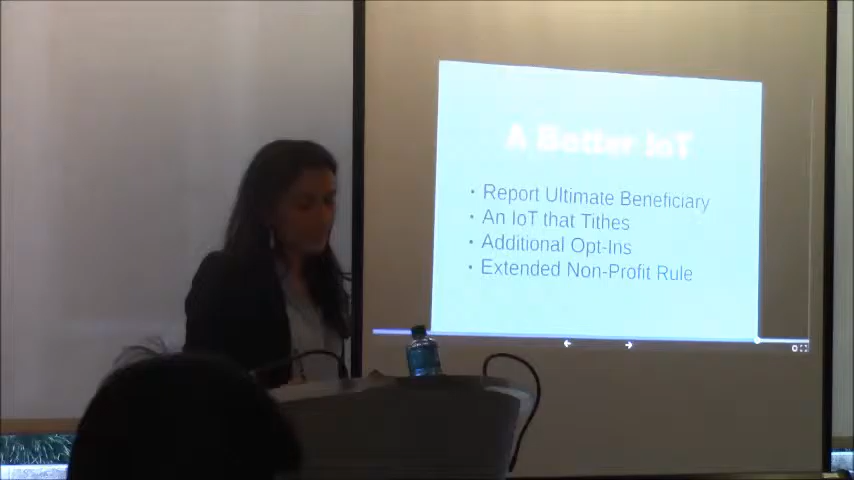 A Better IoT
• Report Ultimate Beneficiary
• An IoT that Tithes
• Additional Opt-Ins
• Extended Non-Profit Rule